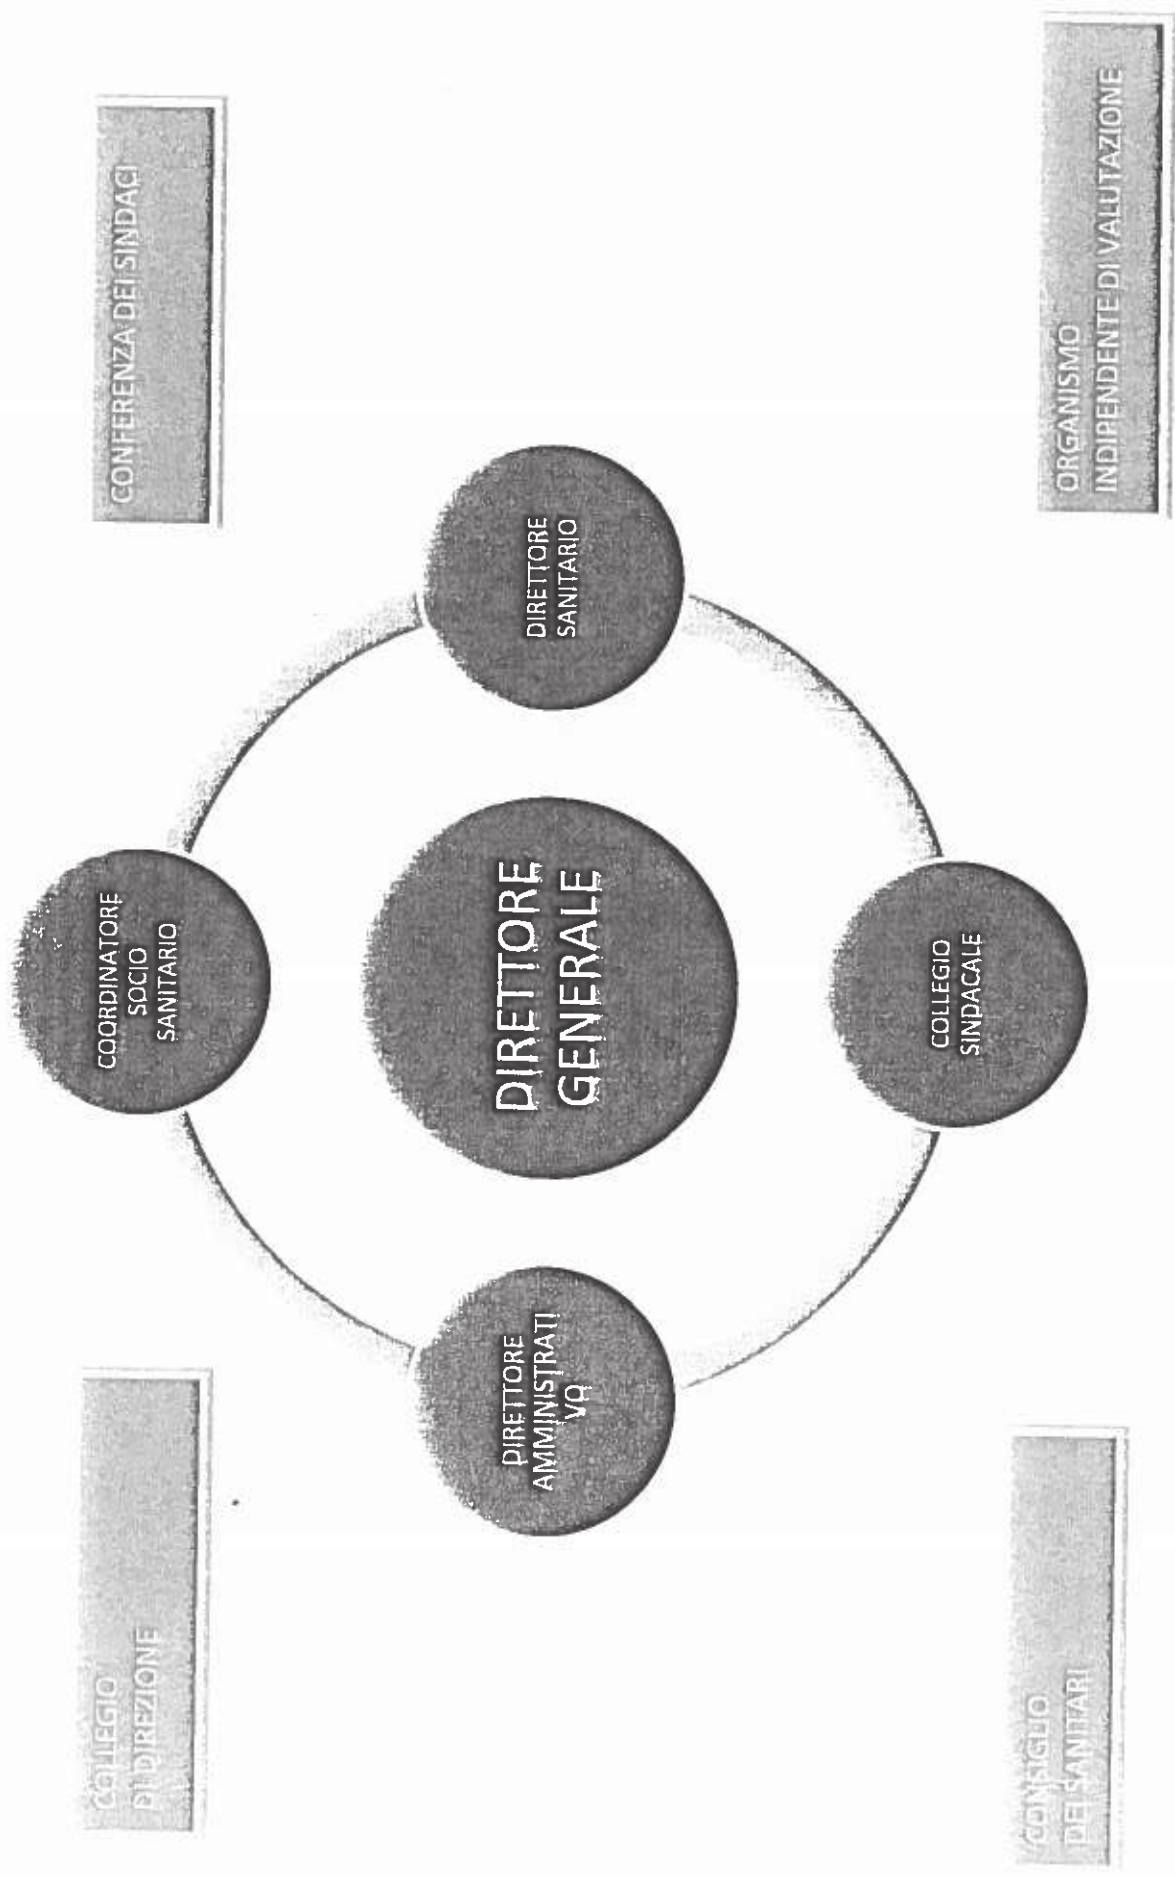 COLLEGIO
DI DIREZIONE
CONFERENZA DEI SINDACI
COORDINATORE
SOCIO
SANITARIO
DIRETTORE
AMMINISTRATI
VO
DIRETTORE
GENERALE
DIRETTORE
SANITARIO
COLLEGIO
SINDACALE
CONSIGLIO
DEI SANITARI
ORGANISMO
INDIPENDENTE DI VALUTAZIONE